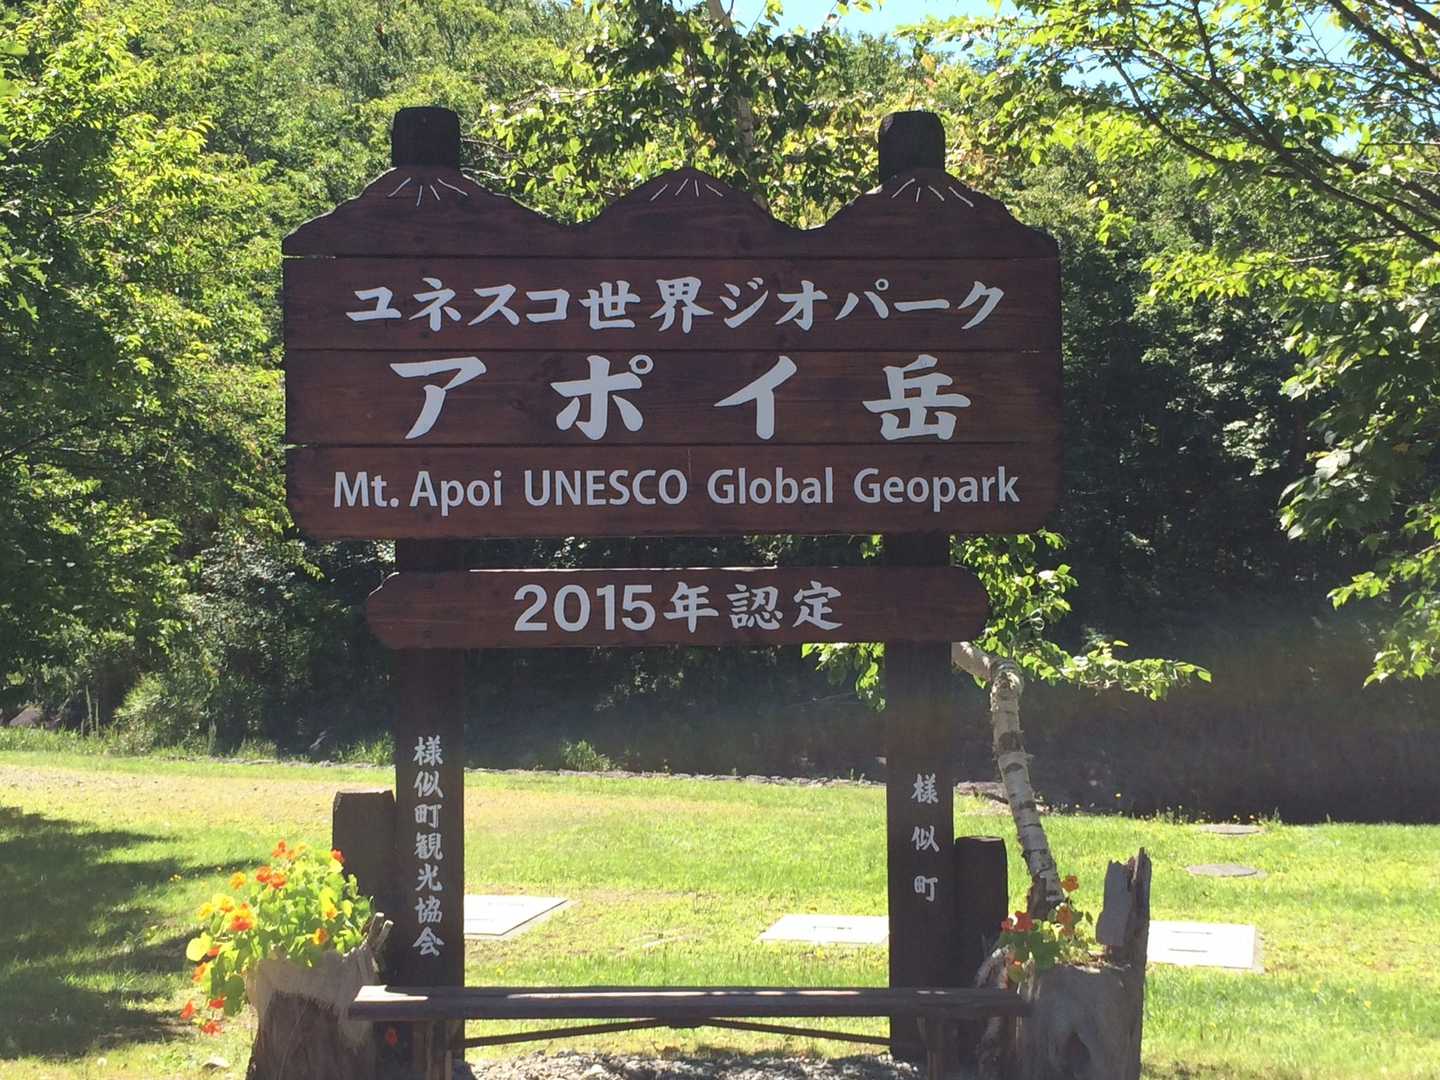 ユネスコ世界ジオパーク
アポイ岳
Mt. Apoi UNESCO Global Geopark
2015年認定
様似町観光協会
様似町